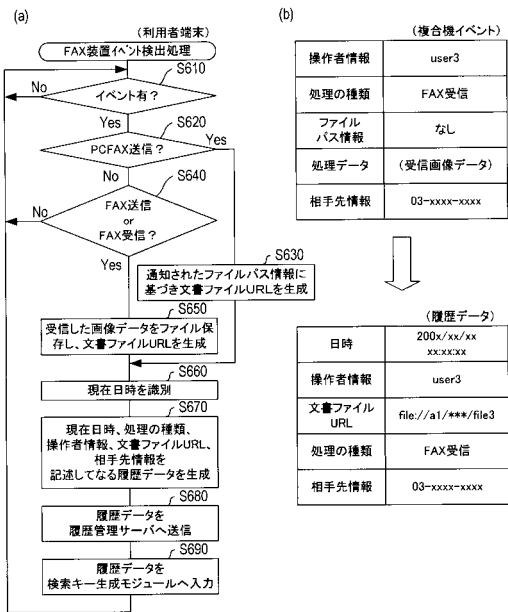 (a)
(利用者端末)
FAX装置イベント検出処理
S610
No
イベント有?
Yes
S620
Yes
PCFAX送信?
No
S640
No
FAX送信
or
FAX受信?
Yes
S630
通知されたファイルパス情報に
基づき文書ファイルURLを生成
S650
受信した画像データをファイル保
存し、文書ファイルURLを生成
S660
現在日時を識別
S670
現在日時、処理の種類、
操作者情報、文書ファイルURL、
相手先情報を
記述してなる履歴データを生成
S680
履歴データを
履歴管理サーバへ送信
S690
履歴データを
検索キー生成モジュールへ入力
(b)
(複合機イベント)
操作者情報 user3
処理の種類 FAX受信
ファイル
パス情報 なし
処理データ (受信画像データ)
相手先情報 03-xxxx-xxxx
(履歴データ)
日時 200x/xx/xx
xx:xx:xx
操作者情報 user3
文書ファイル
URL file://a1/***/file3
処理の種類 FAX受信
相手先情報 03-xxxx-xxxx